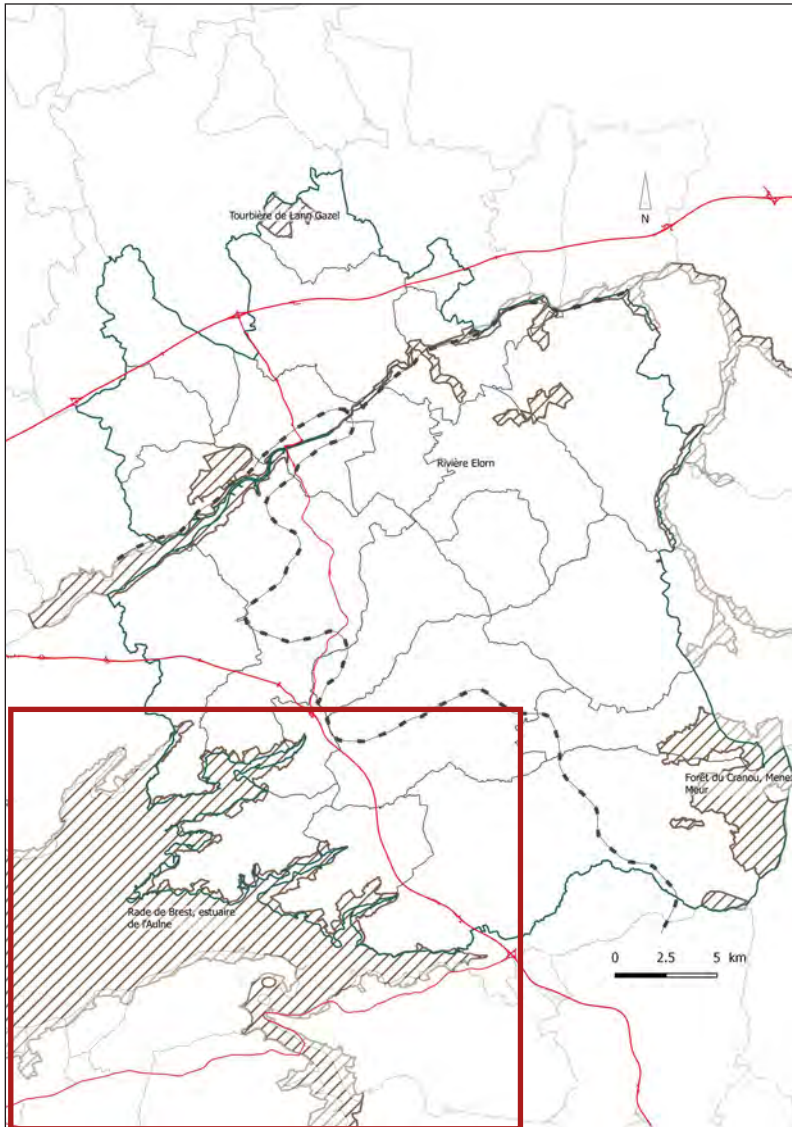 Tourbière de Lann Gazel
N
Rivière Elorn
Forêt du Cranou, Menez
Meur
Rade de Brest, estuaire
de l'Aulne
0 2.5 5 km